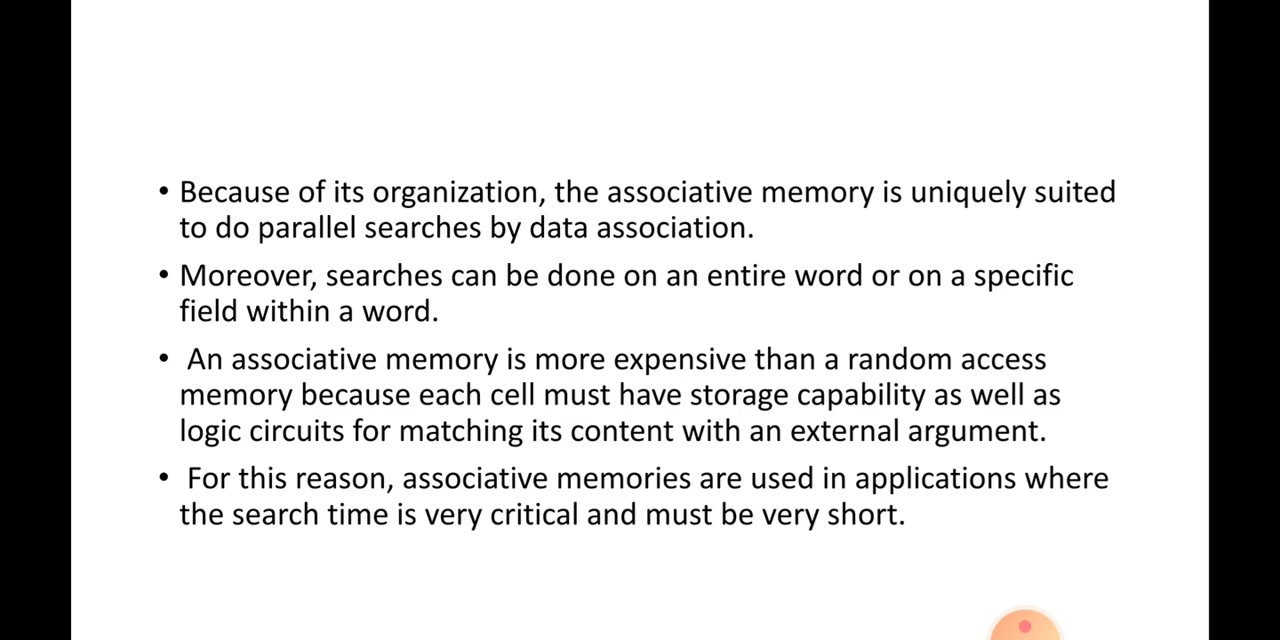 • Because of its organization, the associative memory is uniquely suited
to do parallel searches by data association.
• Moreover, searches can be done on an entire word or on a specific
field within a word.
• An associative memory is more expensive than a random access
memory because each cell must have storage capability as well as
logic circuits for matching its content with an external argument.
• For this reason, associative memories are used in applications where
the search time is very critical and must be very short.